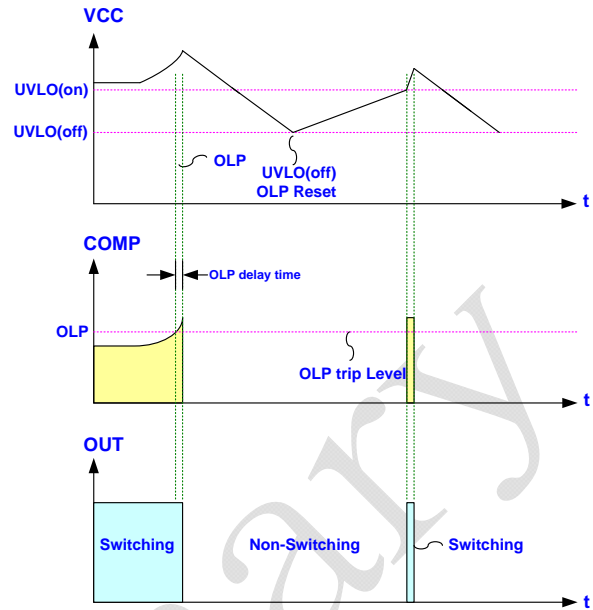 VCC
UVLO(on)
UVLO(off)
OLP
UVLO(off)
OLP Reset
t
COMP
OLP delay time
OLP
OLP trip Level
t
OUT
Switching
Non-Switching
Switching
t
ary